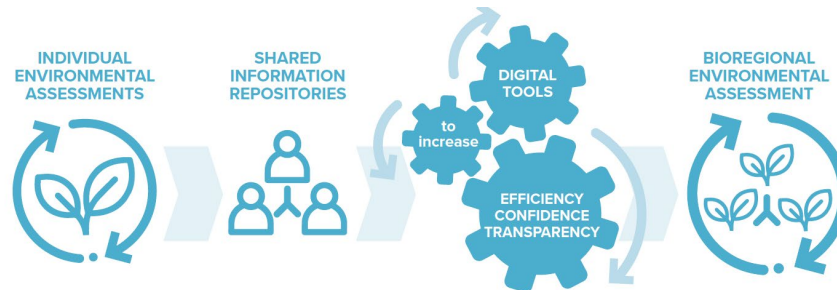 INDIVIDUAL
ENVIRONMENTAL
ASSESSMENTS
SHARED
INFORMATION
REPOSITORIES
DIGITAL
TOOLS
to
increase
EFFICIENCY
CONFIDENCE
TRANSPARENCY
BIOREGIONAL
ENVIRONMENTAL
ASSESSMENT